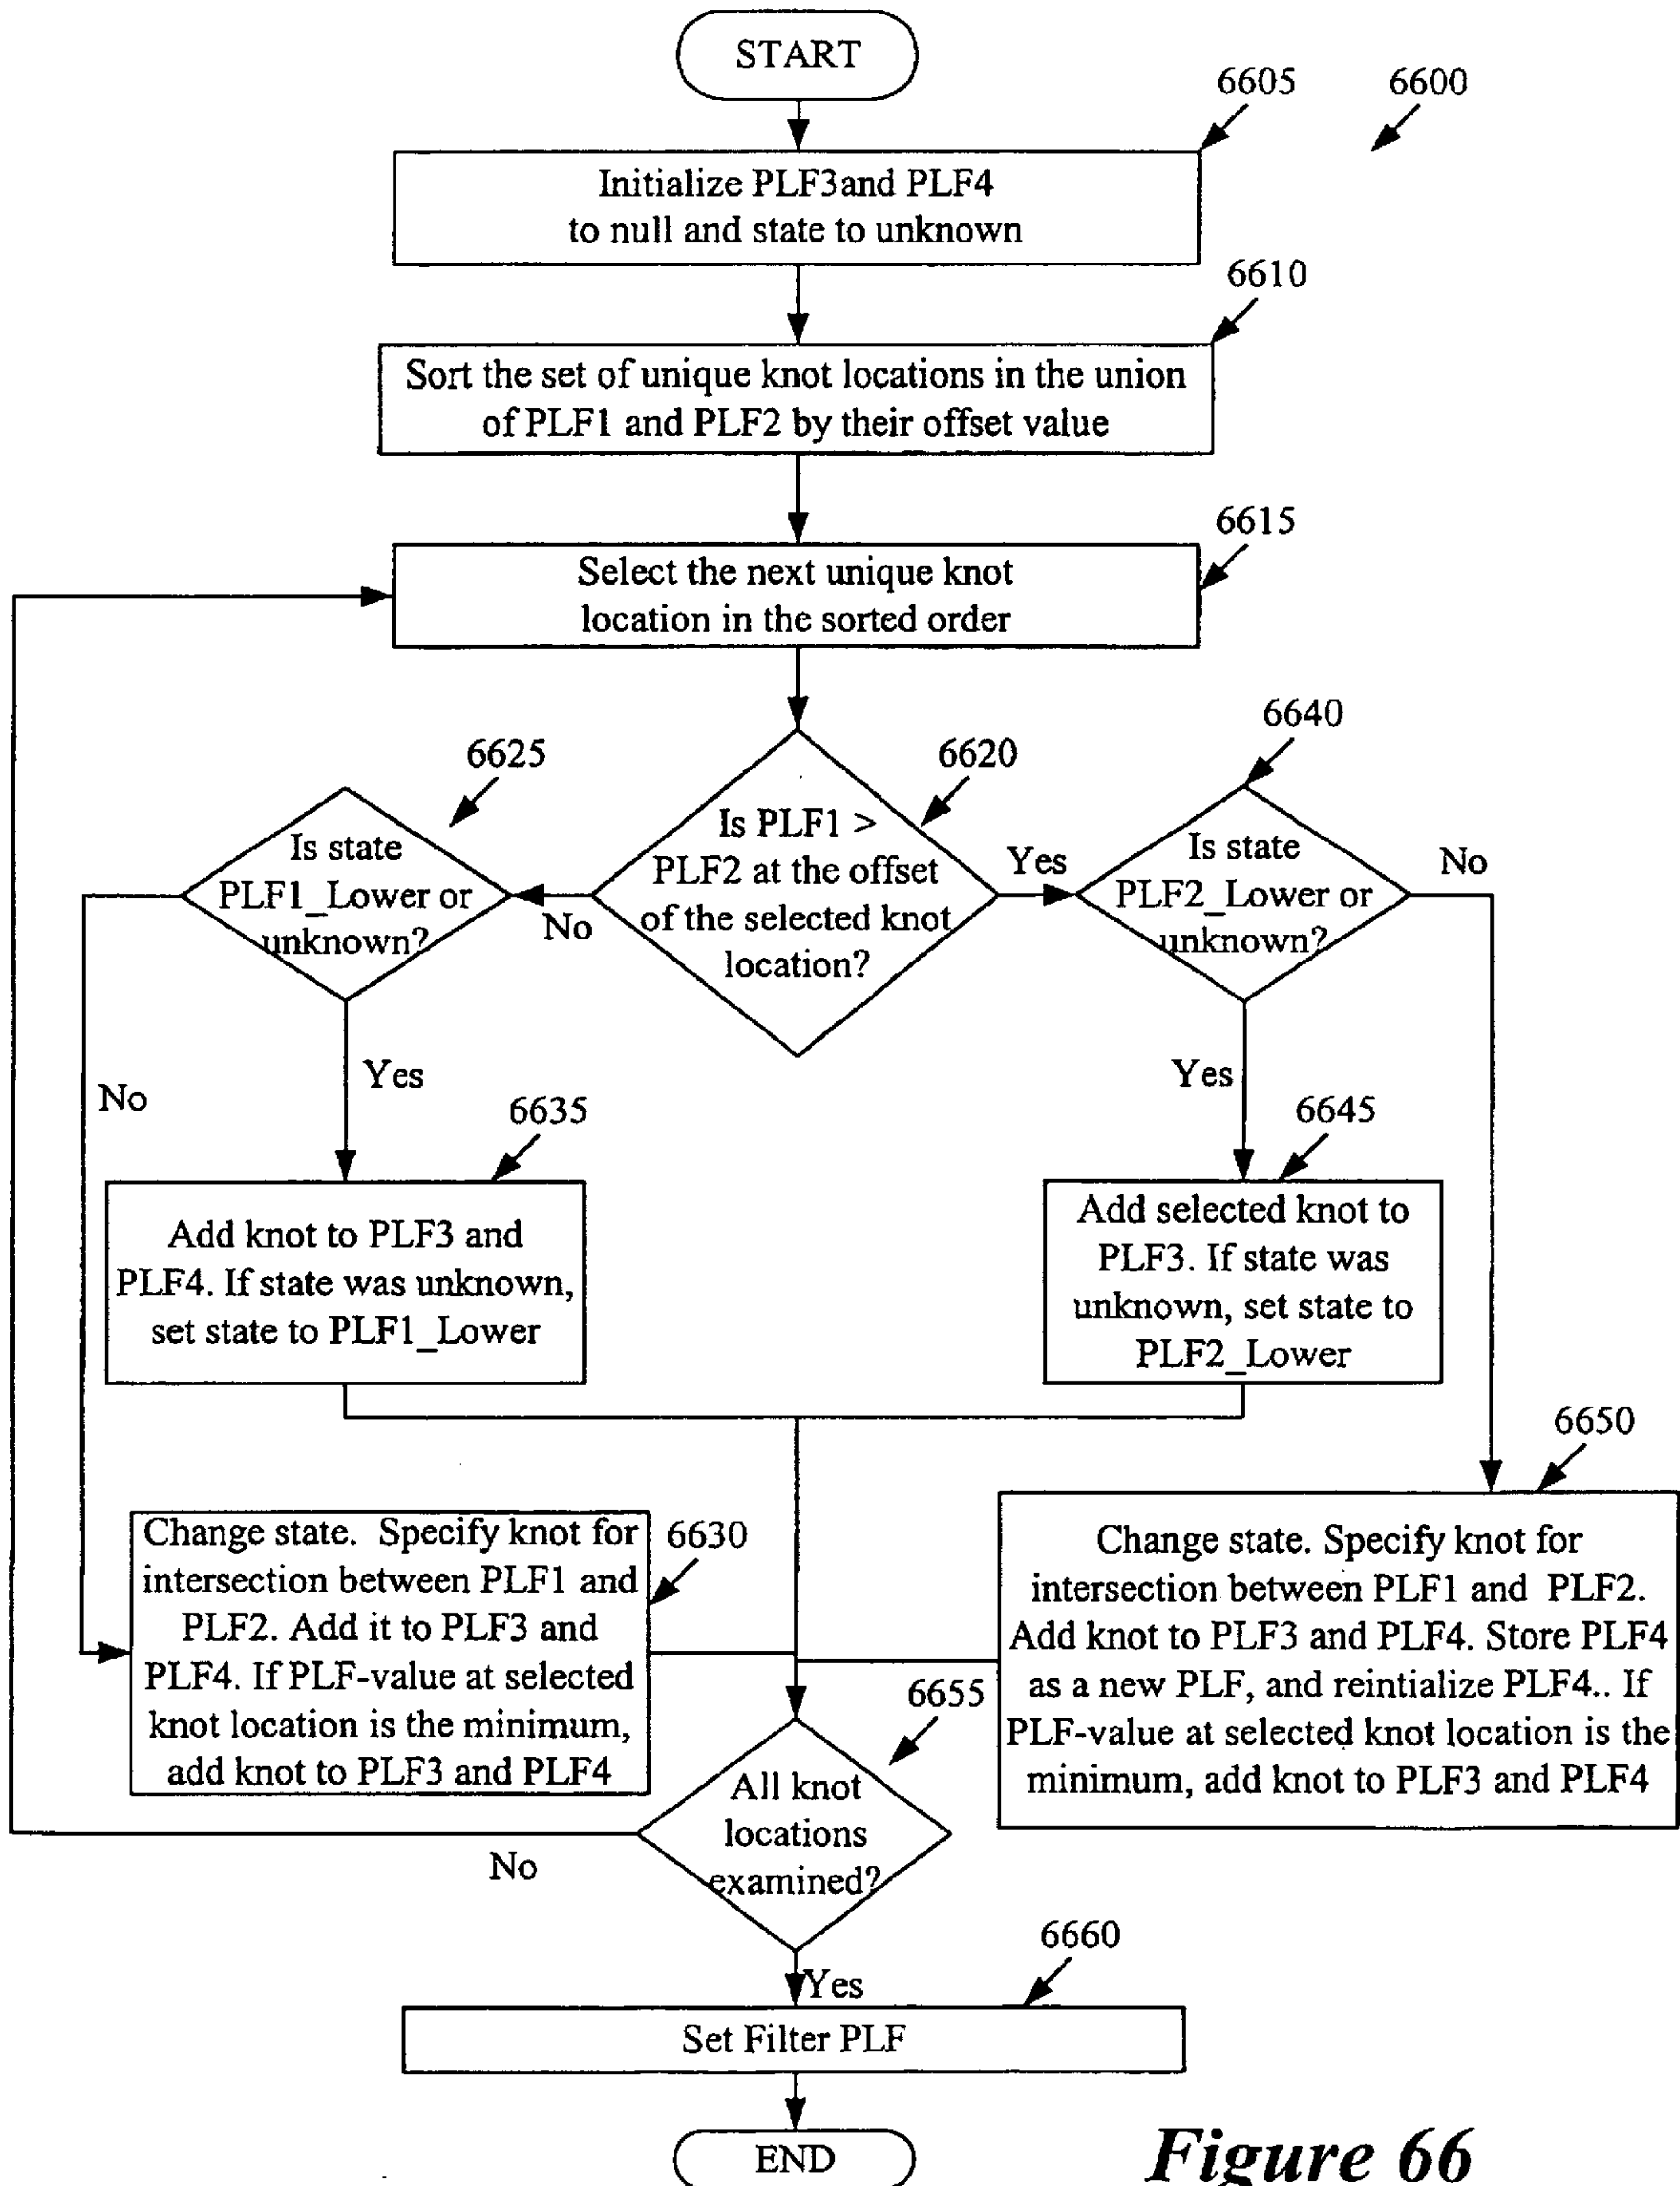 START
6605
6600
Initialize PLF3and PLF4
to null and state to unknown
6610
Sort the set of unique knot locations in the union
of PLF1 and PLF2 by their offset value
6615
Select the next unique knot
location in the sorted order
6625
6620
6640
Is state
PLF1_Lower or
unknown?
No
Is PLF1 >
PLF2 at the offset
of the selected knot
location?
Yes
Is state
PLF2_Lower or
unknown?
No
No
Yes
Yes
6635
6645
Add knot to PLF3 and
PLF4. If state was unknown,
set state to PLF1_Lower
Add selected knot to
PLF3. If state was
unknown, set state to
PLF2_Lower
6650
Change state. Specify knot for
intersection between PLF1 and
PLF2. Add it to PLF3 and
PLF4. If PLF-value at selected
knot location is the minimum,
add knot to PLF3 and PLF4
6630
Change state. Specify knot for
intersection between PLF1 and PLF2.
Add knot to PLF3 and PLF4. Store PLF4
as a new PLF, and reintialize PLF4.. If
PLF-value at selected knot location is the
minimum, add knot to PLF3 and PLF4
6655
All knot
locations
examined?
No
Yes
6660
Set Filter PLF
END
Figure 66